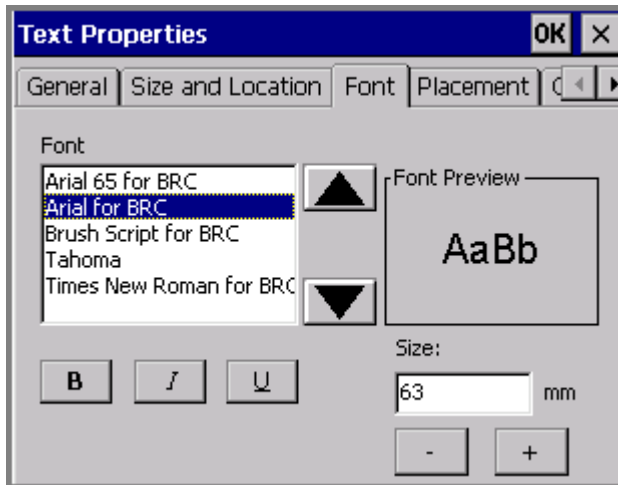 Text Properties OK ×
General Size and Location Font Placement
Font
Arial 65 for BRC
Arial for BRC
Brush Script for BRC
Tahoma
Times New Roman for BRC
Font Preview
AaBb
B I U
Size:
63 mm
- +